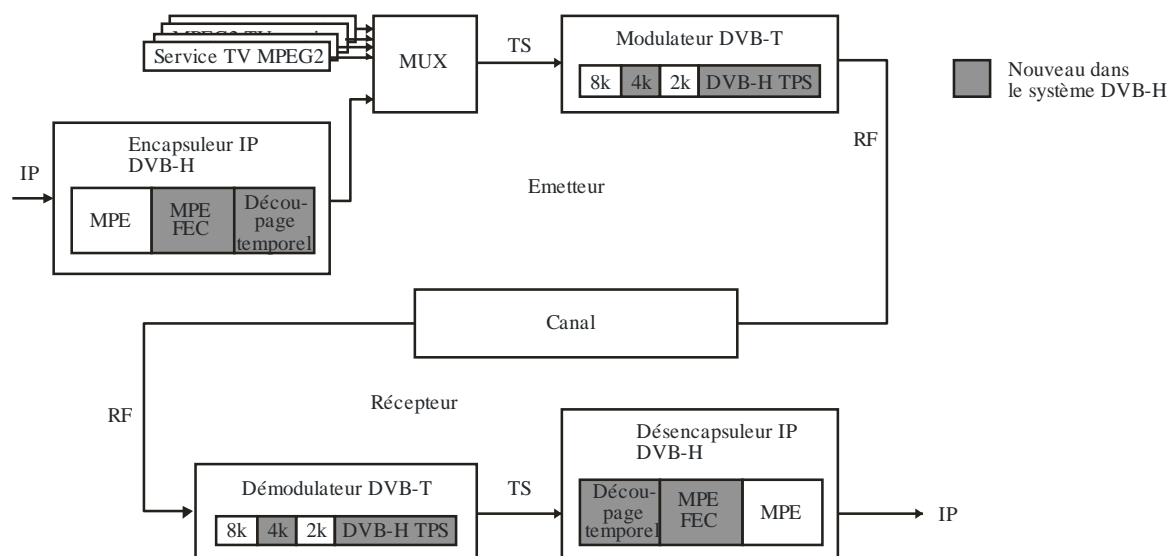 Service TV MPEG2
MUX
TS
Modulateur DVB-T
8k 4k 2k DVB-H TPS
Nouveau dans
le système DVB-H
IP
Encapsuleur IP
DVB-H
MPE
MPE
FEC
Décou-
page
temporel
Emetteur
RF
Canal
RF
Récepteur
Démodulateur DVB-T
8k 4k 2k DVB-H TPS
TS
Désencapsuleur IP
DVB-H
Décou-
page
temporel
MPE
FEC
MPE
IP